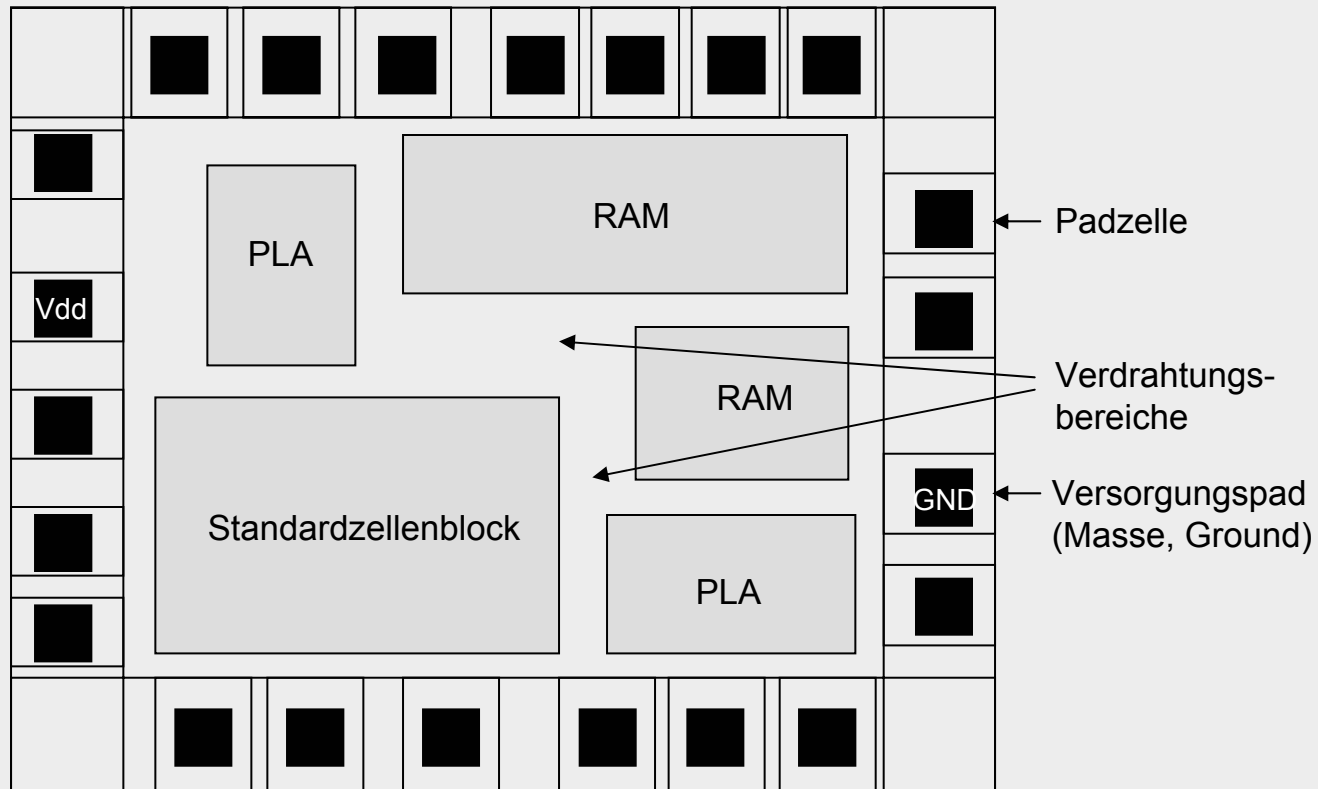 RAM
Padzelle
PLA
Vdd
Verdrahtungs-
bereiche
RAM
GND
Versorgungspad
(Masse, Ground)
Standardzellenblock
PLA